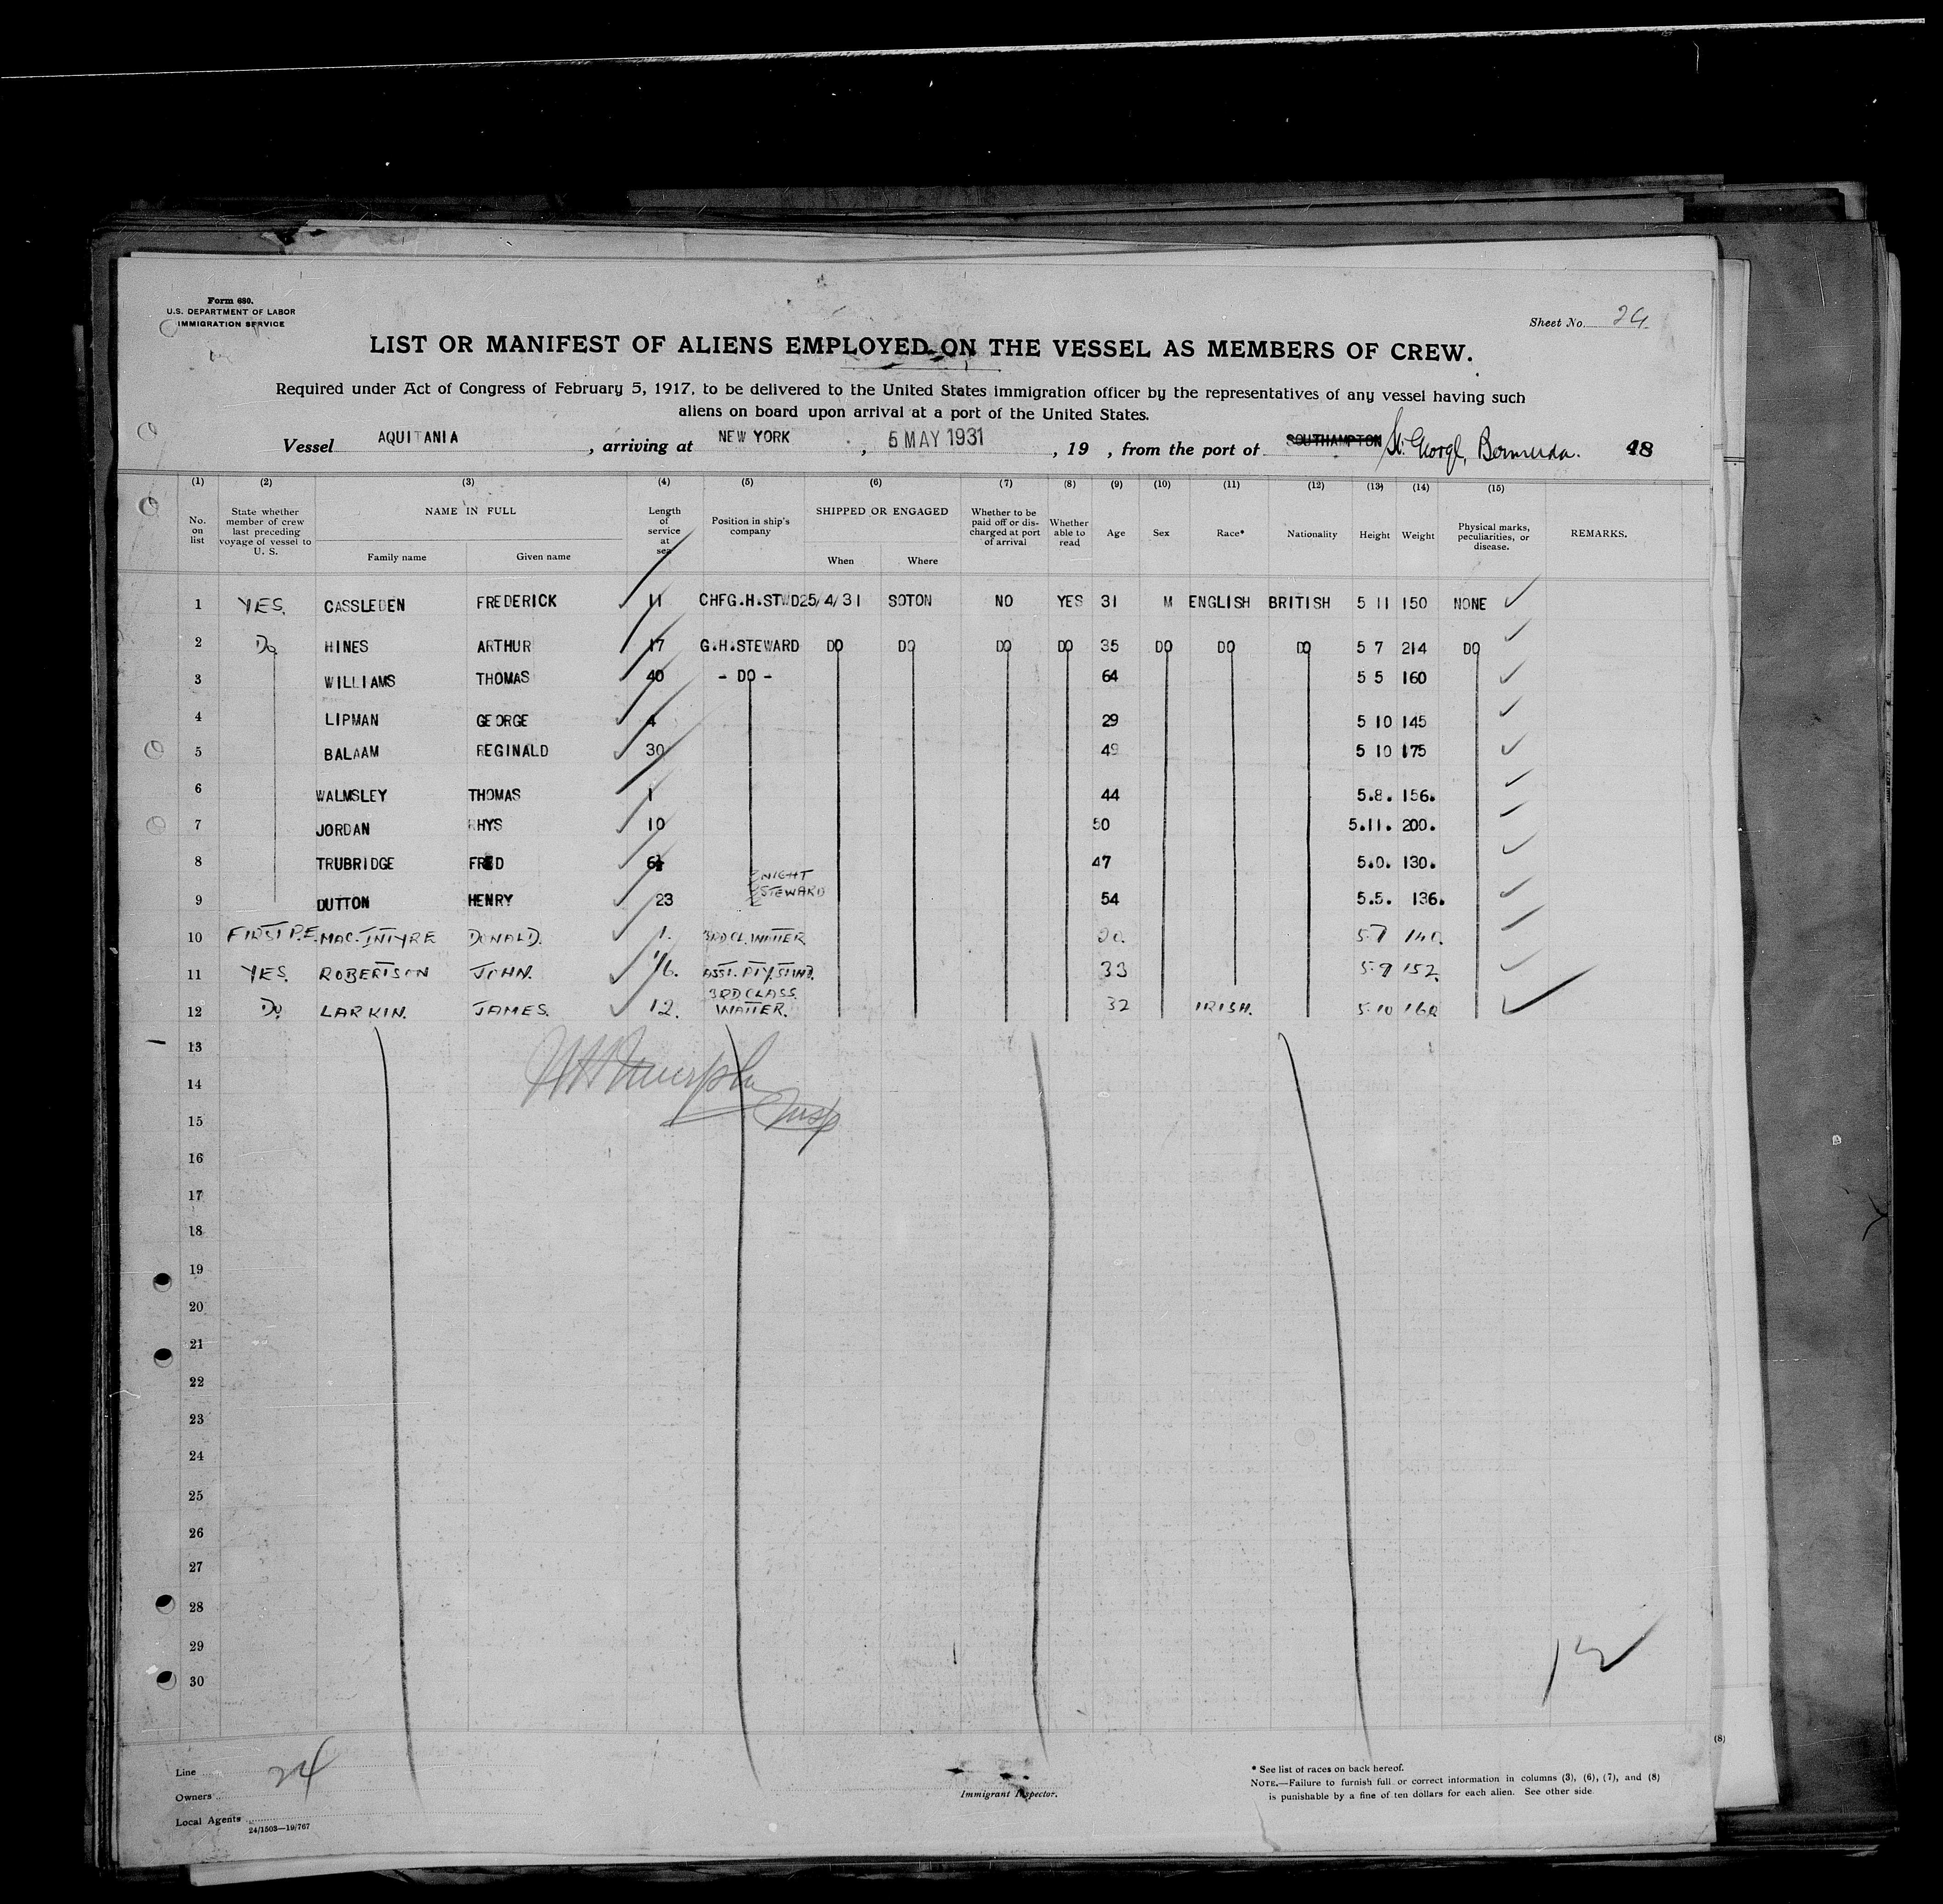 Form 680.
U.S. DEPARTMENT OF LABOR
IMMIGRATION SERVICE
Sheet No. 24
LIST OR MANIFEST OF ALIENS EMPLOYED ON THE VESSEL AS MEMBERS OF CREW.
Required under Act of Congress of February 5, 1917, to be delivered to the United States immigration officer by the representatives of any vessel having such
aliens on board upon arrival at a port of the United States.
Vessel AQUITANIA , arriving at NEW YORK , 5 MAY 1931 , 19 , from the port of SOUTHAMPTON St. George, Bermuda. 48
(1) (2) (3) (4) (5) (6) (7) (8) (9) (10) (11) (12) (13) (14) (15)
No. on list
State whether member of crew last preceding voyage of vessel to U. S.
NAME IN FULL
Family name Given name
Length of service at sea
Position in ship's company
SHIPPED OR ENGAGED
When Where
Whether to be paid off or discharged at port of arrival
Whether able to read
Age
Sex
Race*
Nationality
Height
Weight
Physical marks, peculiarities, or disease.
REMARKS.
1 YES. CASSLEDEN FREDERICK 11 CHFG.H.STWD 25/4/31 SOTON NO YES 31 M ENGLISH BRITISH 5 11 150 NONE
2 Do HINES ARTHUR 17 G.H.STEWARD DO DO DO DO 35 DO DO DO 5 7 214 DO
3 WILLIAMS THOMAS 40 - DO - 64 5 5 160
4 LIPMAN GEORGE 4 29 5 10 145
5 BALAAM REGINALD 30 49 5 10 175
6 WALMSLEY THOMAS 1 44 5.8. 156.
7 JORDAN RHYS 10 50 5.11. 200.
8 TRUBRIDGE FRED 6½ 47 5.0. 130.
9 DUTTON HENRY 23 NIGHT STEWARD 54 5.5. 136.
10 FIRST P.E. MAC-INTYRE DONALD. 1. 3RD CL. WAITER 20. 5-7 140.
11 YES. ROBERTSON JOHN. 1/6. ASST. PTY STWD. 33 5-9 152.
12 Do LARKIN. JAMES. 12. 3RD CLASS WAITER. 32 IRISH. 5-10 160
13
14
15
16
17
18
19
20
21
22
23
24
25
26
27
28
29
30
Murphy
Insp
12
(8)
Line
24
Owners
Local Agents
24/1503—19/767
Immigrant Inspector.
* See list of races on back hereof.
NOTE.—Failure to furnish full or correct information in columns (3), (6), (7), and (8)
is punishable by a fine of ten dollars for each alien. See other side.